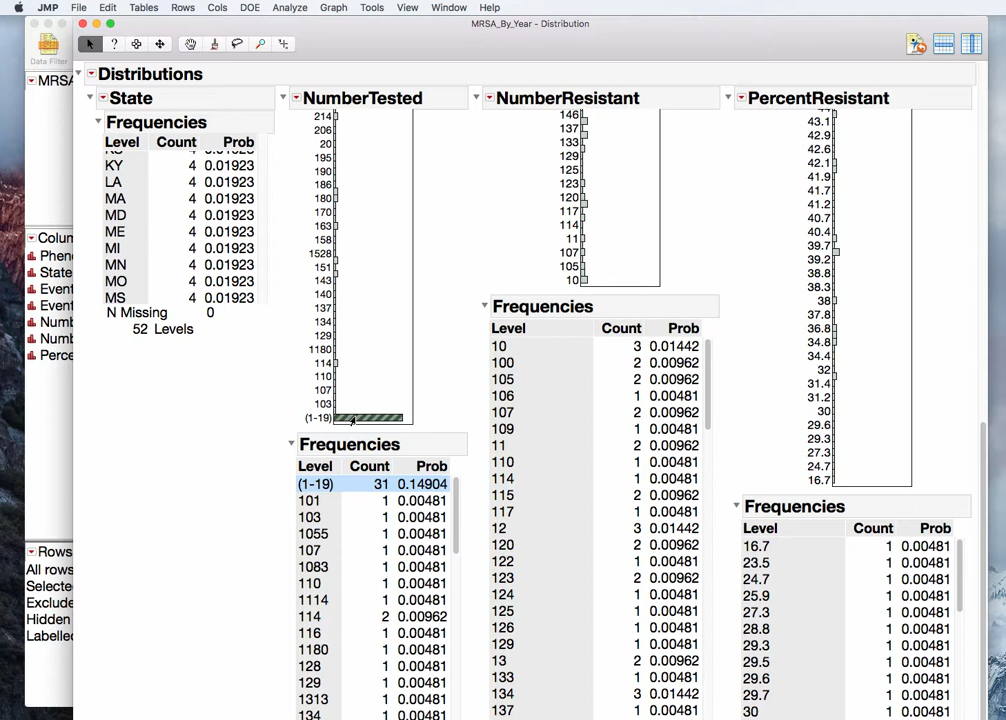 JMP File Edit Tables Rows Cols DOE Analyze Graph Tools View Window Help
MRSA_By_Year - Distribution
Data Filter
MRSA
Distributions
State
Frequencies
Level Count Prob
KY 4 0.01923
LA 4 0.01923
MA 4 0.01923
MD 4 0.01923
ME 4 0.01923
MI 4 0.01923
MN 4 0.01923
MO 4 0.01923
MS 4 0.01923
N Missing 0
52 Levels
Colum
Pheno
State
Event
Event
Numb
Numb
Perce
Rows
All rows
Selecte
Exclude
Hidden
Labelled
NumberTested
214
206
20
195
190
186
180
170
163
158
1528
151
143
140
137
134
129
1180
114
110
107
103
(1-19)
Frequencies
Level Count Prob
(1-19) 31 0.14904
101 1 0.00481
103 1 0.00481
1055 1 0.00481
107 1 0.00481
1083 1 0.00481
110 1 0.00481
1114 1 0.00481
114 2 0.00962
116 1 0.00481
1180 1 0.00481
128 1 0.00481
129 1 0.00481
1313 1 0.00481
134 1 0.00481
NumberResistant
146
137
133
129
125
123
120
117
114
11
107
105
10
Frequencies
Level Count Prob
10 3 0.01442
100 2 0.00962
105 2 0.00962
106 1 0.00481
107 2 0.00962
109 1 0.00481
11 2 0.00962
110 1 0.00481
114 1 0.00481
115 2 0.00962
117 1 0.00481
12 3 0.01442
120 2 0.00962
122 1 0.00481
123 2 0.00962
124 1 0.00481
125 1 0.00481
126 1 0.00481
129 1 0.00481
13 2 0.00962
133 1 0.00481
134 3 0.01442
137 1 0.00481
PercentResistant
44
43.1
42.9
42.6
42.1
41.9
41.7
41.2
40.7
40.4
39.7
39.2
38.8
38.3
38
37.8
36.8
34.8
34.4
32
31.4
31.2
30
29.6
29.3
27.3
24.7
16.7
Frequencies
Level Count Prob
16.7 1 0.00481
23.5 1 0.00481
24.7 1 0.00481
25.9 1 0.00481
27.3 1 0.00481
28.8 1 0.00481
29.3 1 0.00481
29.5 1 0.00481
29.6 1 0.00481
29.7 1 0.00481
30 1 0.00481